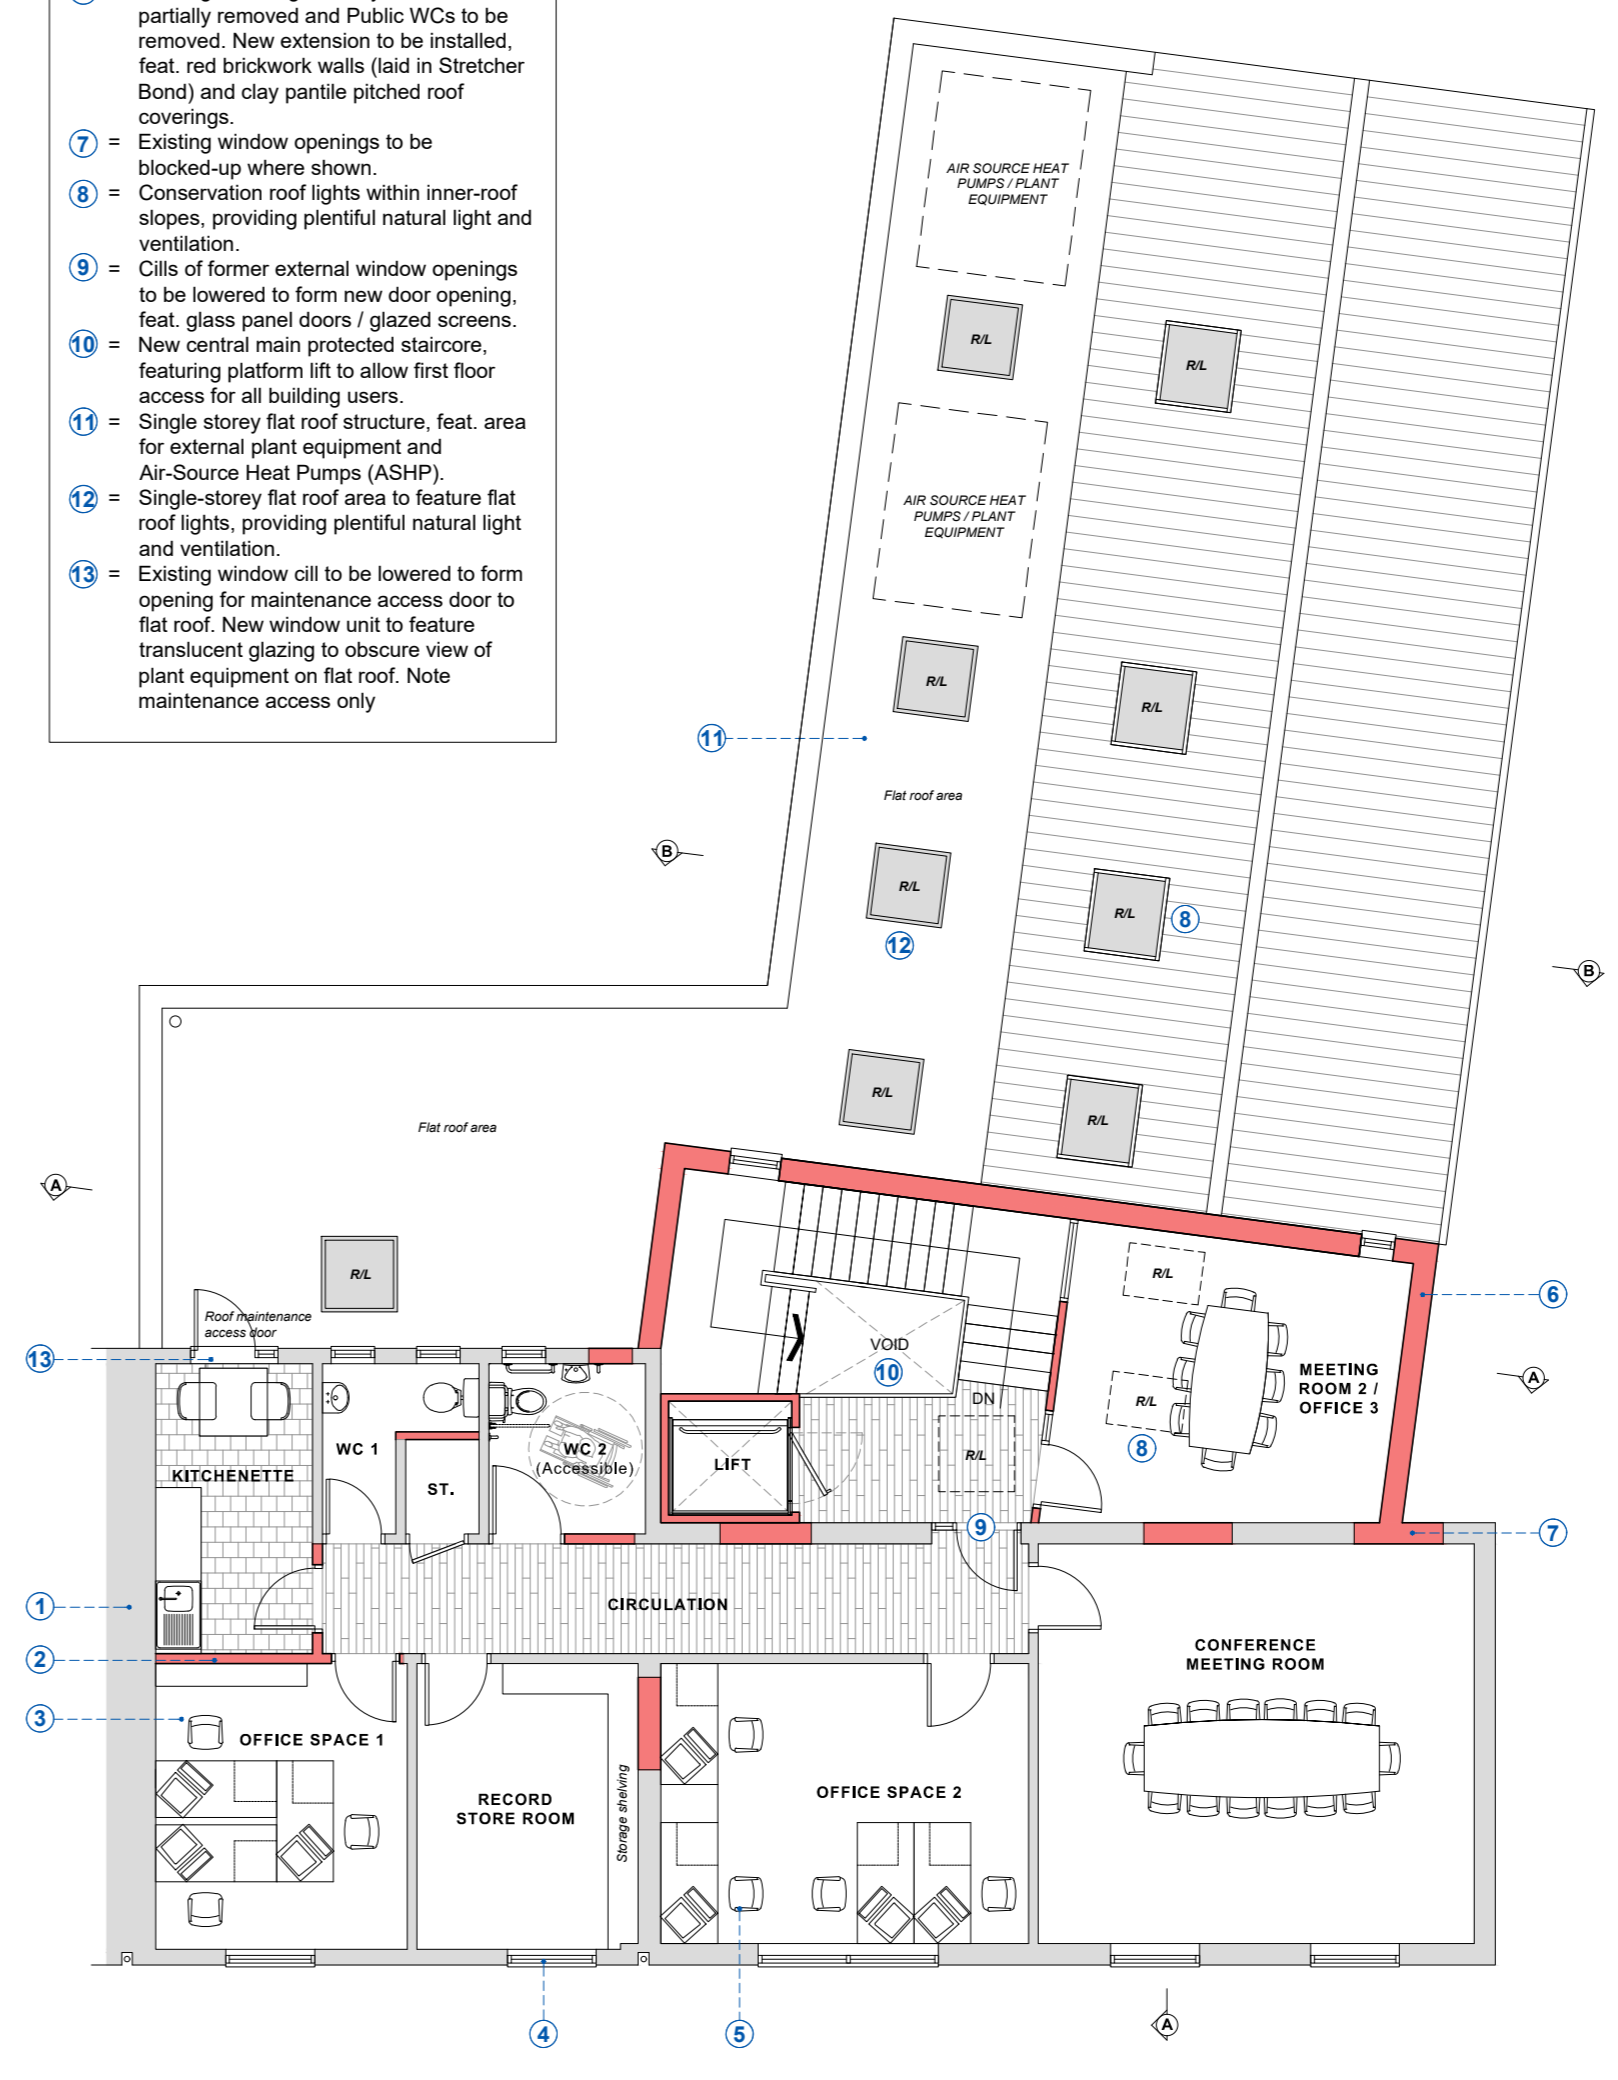 partially removed and Public WCs to be
removed. New extension to be installed,
feat. red brickwork walls (laid in Stretcher
Bond) and clay pantile pitched roof
coverings.
7 = Existing window openings to be
blocked-up where shown.
8 = Conservation roof lights within inner-roof
slopes, providing plentiful natural light and
ventilation.
9 = Cills of former external window openings
to be lowered to form new door opening,
feat. glass panel doors / glazed screens.
10 = New central main protected staircore,
featuring platform lift to allow first floor
access for all building users.
11 = Single storey flat roof structure, feat. area
for external plant equipment and
Air-Source Heat Pumps (ASHP).
12 = Single-storey flat roof area to feature flat
roof lights, providing plentiful natural light
and ventilation.
13 = Existing window cill to be lowered to form
opening for maintenance access door to
flat roof. New window unit to feature
translucent glazing to obscure view of
plant equipment on flat roof. Note
maintenance access only
AIR SOURCE HEAT
PUMPS / PLANT
EQUIPMENT
R/L
R/L
AIR SOURCE HEAT
PUMPS / PLANT
EQUIPMENT
R/L
R/L
11
Flat roof area
B
R/L
R/L
8
12
B
R/L
R/L
Flat roof area
A
R/L
R/L
6
Roof maintenance
access door
13
VOID
10
MEETING
ROOM 2 /
OFFICE 3
A
DN
R/L
8
WC 1
WC 2
(Accessible)
LIFT
R/L
KITCHENETTE
ST.
9
7
1
CIRCULATION
2
CONFERENCE
MEETING ROOM
3
OFFICE SPACE 1
RECORD
STORE ROOM
Storage shelving
OFFICE SPACE 2
4
5
A